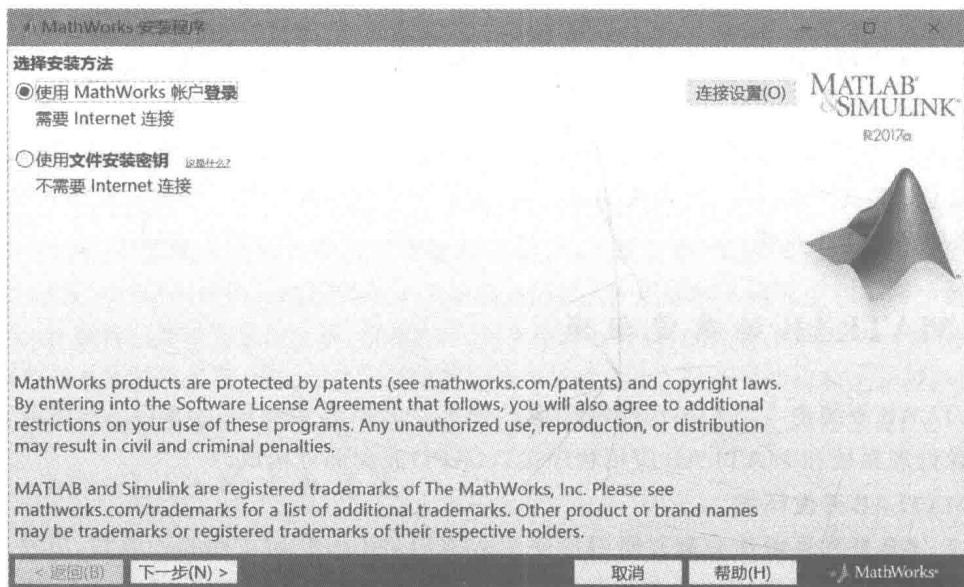 MathWorks 安装程序
选择安装方法
使用 MathWorks 帐户登录
需要 Internet 连接
使用文件安装密钥
不需要 Internet 连接
连接设置(O)
MATLAB®
&SIMULINK®
R2017a
MathWorks products are protected by patents (see mathworks.com/patents) and copyright laws.
By entering into the Software License Agreement that follows, you will also agree to additional
restrictions on your use of these programs. Any unauthorized use, reproduction, or distribution
may result in civil and criminal penalties.
MATLAB and Simulink are registered trademarks of The MathWorks, Inc. Please see
mathworks.com/trademarks for a list of additional trademarks. Other product or brand names
may be trademarks or registered trademarks of their respective holders.
< 返回(B)
下一步(N) >
取消
帮助(H)
MathWorks®